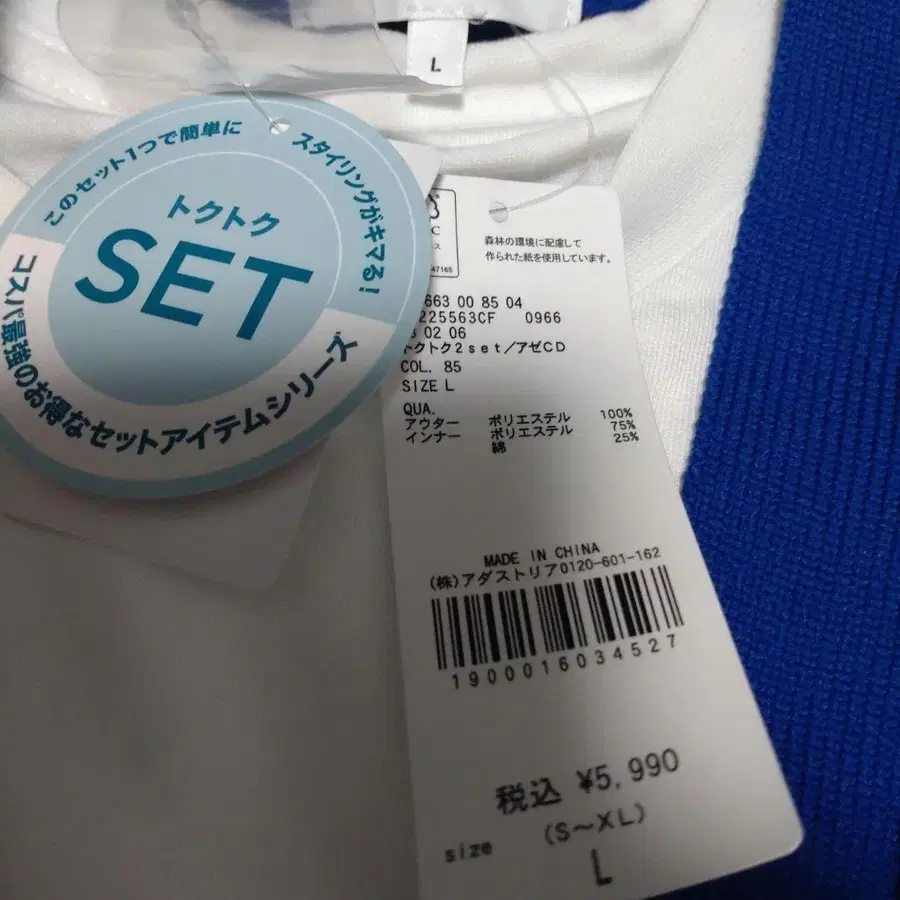 L
このセット1つで簡単に
スタイリングがキマる!
トクトク
SET
コスパ最強のお得なセットアイテムシリーズ
47165
森林の環境に配慮して
作られた紙を使用しています。
663 00 85 04
225563CF 0966
02 06
トクトク2set/アゼCD
COL. 85
SIZE L
QUA.
アウター ポリエステル 100%
インナー ポリエステル 75%
綿 25%
MADE IN CHINA
(株)アダストリア0120-601-162
1900016034527
税込 ¥5,990
size (S~XL)
L